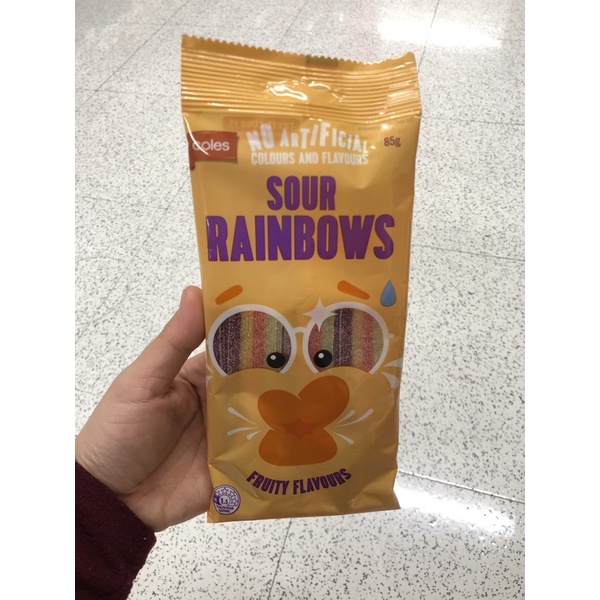 coles
NO ARTIFICIAL
COLOURS AND FLAVOURS
85g
SOUR
RAINBOWS
FRUITY FLAVOURS